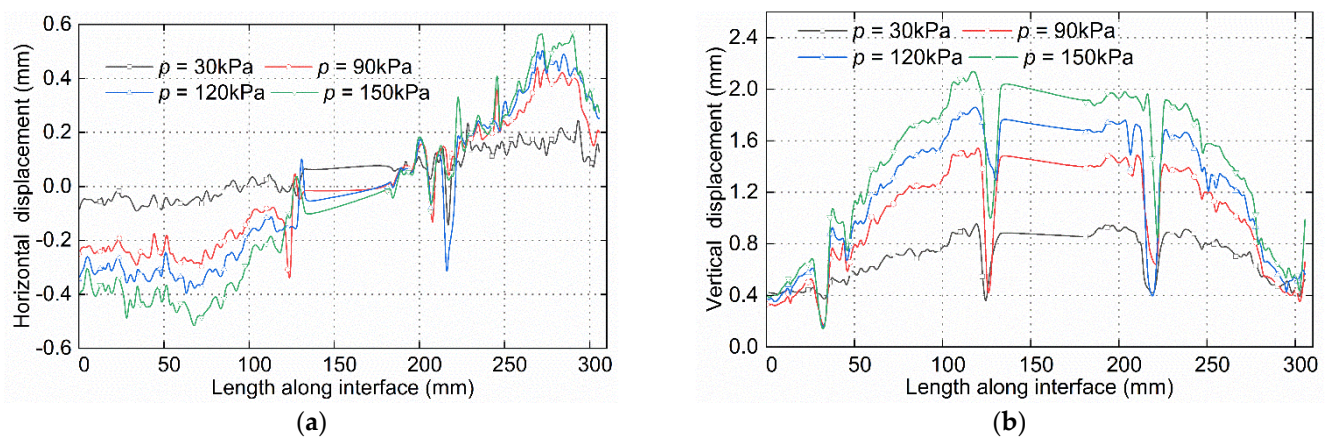 Horizontal displacement (mm)
0.6
0.4
0.2
0.0
-0.2
-0.4
-0.6
p = 30kPa p = 90kPa
p = 120kPa p = 150kPa
0 50 100 150 200 250 300
Length along interface (mm)
(a)
Vertical displacement (mm)
2.4
2.0
1.6
1.2
0.8
0.4
0.0
p = 30kPa p = 90kPa
p = 120kPa p = 150kPa
0 50 100 150 200 250 300
Length along interface (mm)
(b)